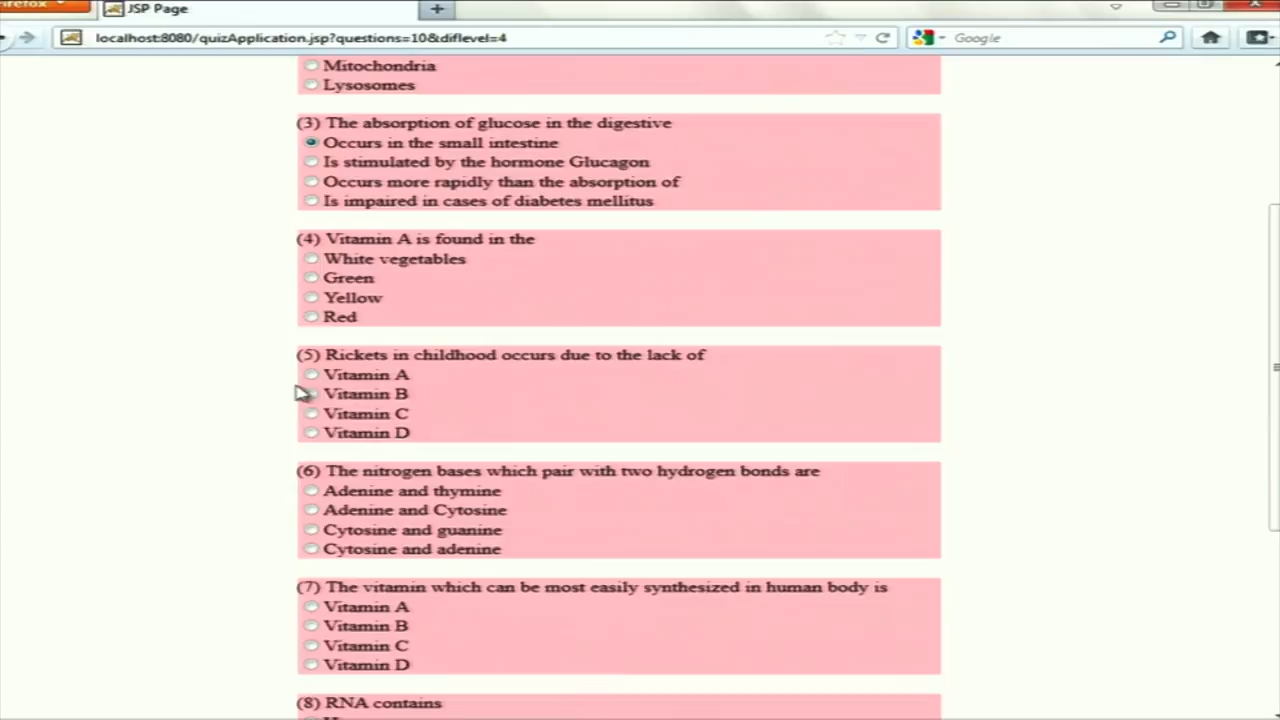 JSP Page
localhost:8080/quizApplication.jsp?questions=10&diflevel=4
Google
Mitochondria
Lysosomes
(3) The absorption of glucose in the digestive
Occurs in the small intestine
Is stimulated by the hormone Glucagon
Occurs more rapidly than the absorption of
Is impaired in cases of diabetes mellitus
(4) Vitamin A is found in the
White vegetables
Green
Yellow
Red
(5) Rickets in childhood occurs due to the lack of
Vitamin A
Vitamin B
Vitamin C
Vitamin D
(6) The nitrogen bases which pair with two hydrogen bonds are
Adenine and thymine
Adenine and Cytosine
Cytosine and guanine
Cytosine and adenine
(7) The vitamin which can be most easily synthesized in human body is
Vitamin A
Vitamin B
Vitamin C
Vitamin D
(8) RNA contains